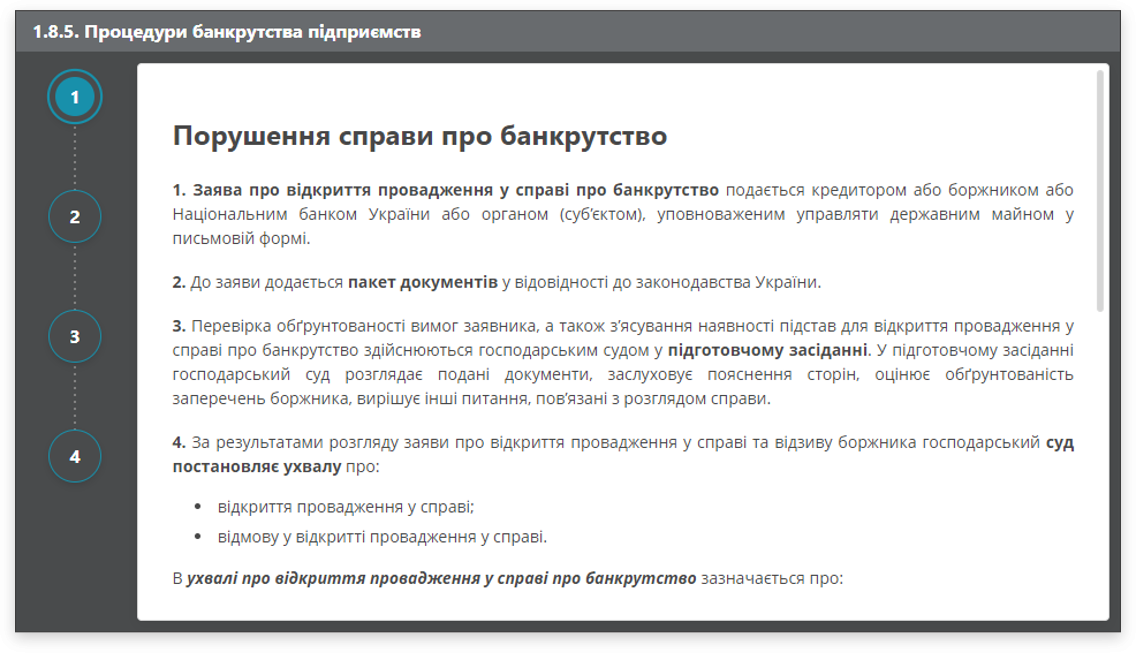 1.8.5. Процедури банкрутства підприємств
1
2
3
4
Порушення справи про банкрутство
1. Заява про відкриття провадження у справі про банкрутство подається кредитором або боржником або
Національним банком України або органом (суб’єктом), уповноваженим управляти державним майном у
письмовій формі.
2. До заяви додається пакет документів у відовідності до законодавства України.
3. Перевірка обґрунтованості вимог заявника, а також з’ясування наявності підстав для відкриття провадження у
справі про банкрутство здійснюються господарським судом у підготовчому засіданні. У підготовчому засіданні
господарський суд розглядає подані документи, заслуховує пояснення сторін, оцінює обґрунтованість
заперечень боржника, вирішує інші питання, пов’язані з розглядом справи.
4. За результатами розгляду заяви про відкриття провадження у справі та відзиву боржника господарський суд
постановляє ухвалу про:
• відкриття провадження у справі;
• відмову у відкритті провадження у справі.
В ухвалі про відкриття провадження у справі про банкрутство зазначається про: